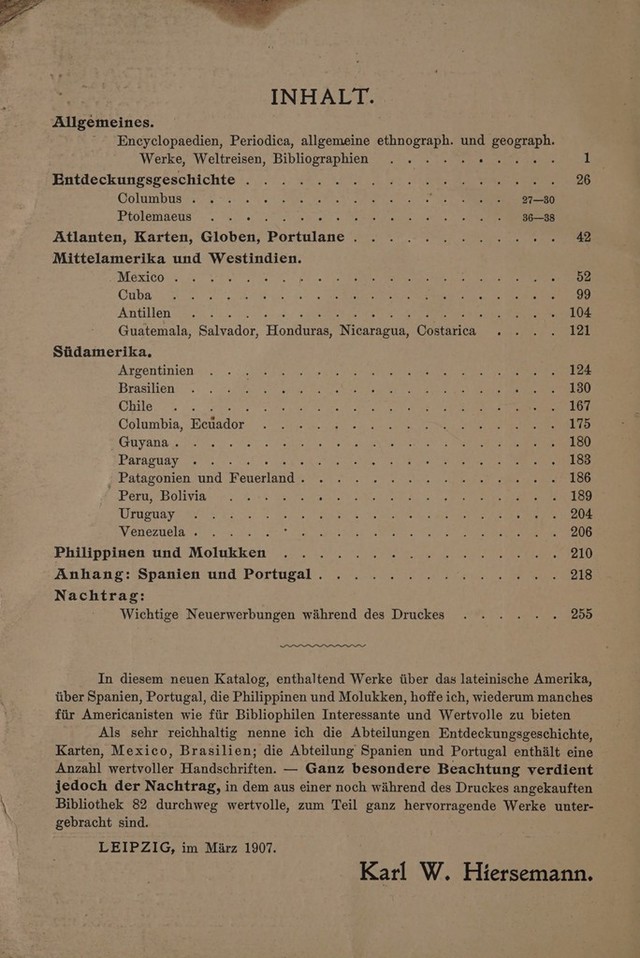 INHALT.
Allgemeines.
Encyclopaedien, Periodica, allgemeine ethnograph. und geograph.
Werke, Weltreisen, Bibliographien . . . . . . . . . . 1
Entdeckungsgeschichte . . . . . . . . . . . . . . . . . . 26
Columbus . . . . . . . . . . . . . . . . . . 27—30
Ptolemaeus . . . . . . . . . . . . . . . . . 36—38
Atlanten, Karten, Globen, Portulane . . . . . . . . . . . . 42
Mittelamerika und Westindien.
Mexico . . . . . . . . . . . . . . . . . . . . . . 52
Cuba . . . . . . . . . . . . . . . . . . . . . . 99
Antillen . . . . . . . . . . . . . . . . . . . . . 104
Guatemala, Salvador, Honduras, Nicaragua, Costarica . . . . 121
Südamerika.
Argentinien . . . . . . . . . . . . . . . . . . . . 124
Brasilien . . . . . . . . . . . . . . . . . . . . . 130
Chile . . . . . . . . . . . . . . . . . . . . . . 167
Columbia, Ecuador . . . . . . . . . . . . . . . . . 175
Guyana . . . . . . . . . . . . . . . . . . . . . . 180
Paraguay . . . . . . . . . . . . . . . . . . . . . 183
Patagonien und Feuerland . . . . . . . . . . . . . . . 186
Peru, Bolivia . . . . . . . . . . . . . . . . . . . 189
Uruguay . . . . . . . . . . . . . . . . . . . . . 204
Venezuela . . . . . . . . . . . . . . . . . . . . . 206
Philippinen und Molukken . . . . . . . . . . . . . . . . 210
Anhang: Spanien und Portugal . . . . . . . . . . . . . . 218
Nachtrag:
Wichtige Neuerwerbungen während des Druckes . . . . . . 255
In diesem neuen Katalog, enthaltend Werke über das lateinische Amerika,
über Spanien, Portugal, die Philippinen und Molukken, hoffe ich, wiederum manches
für Americanisten wie für Bibliophilen Interessante und Wertvolle zu bieten
Als sehr reichhaltig nenne ich die Abteilungen Entdeckungsgeschichte,
Karten, Mexico, Brasilien; die Abteilung Spanien und Portugal enthält eine
Anzahl wertvoller Handschriften. — Ganz besondere Beachtung verdient
jedoch der Nachtrag, in dem aus einer noch während des Druckes angekauften
Bibliothek 82 durchweg wertvolle, zum Teil ganz hervorragende Werke unter-
gebracht sind.
LEIPZIG, im März 1907.
Karl W. Hiersemann.